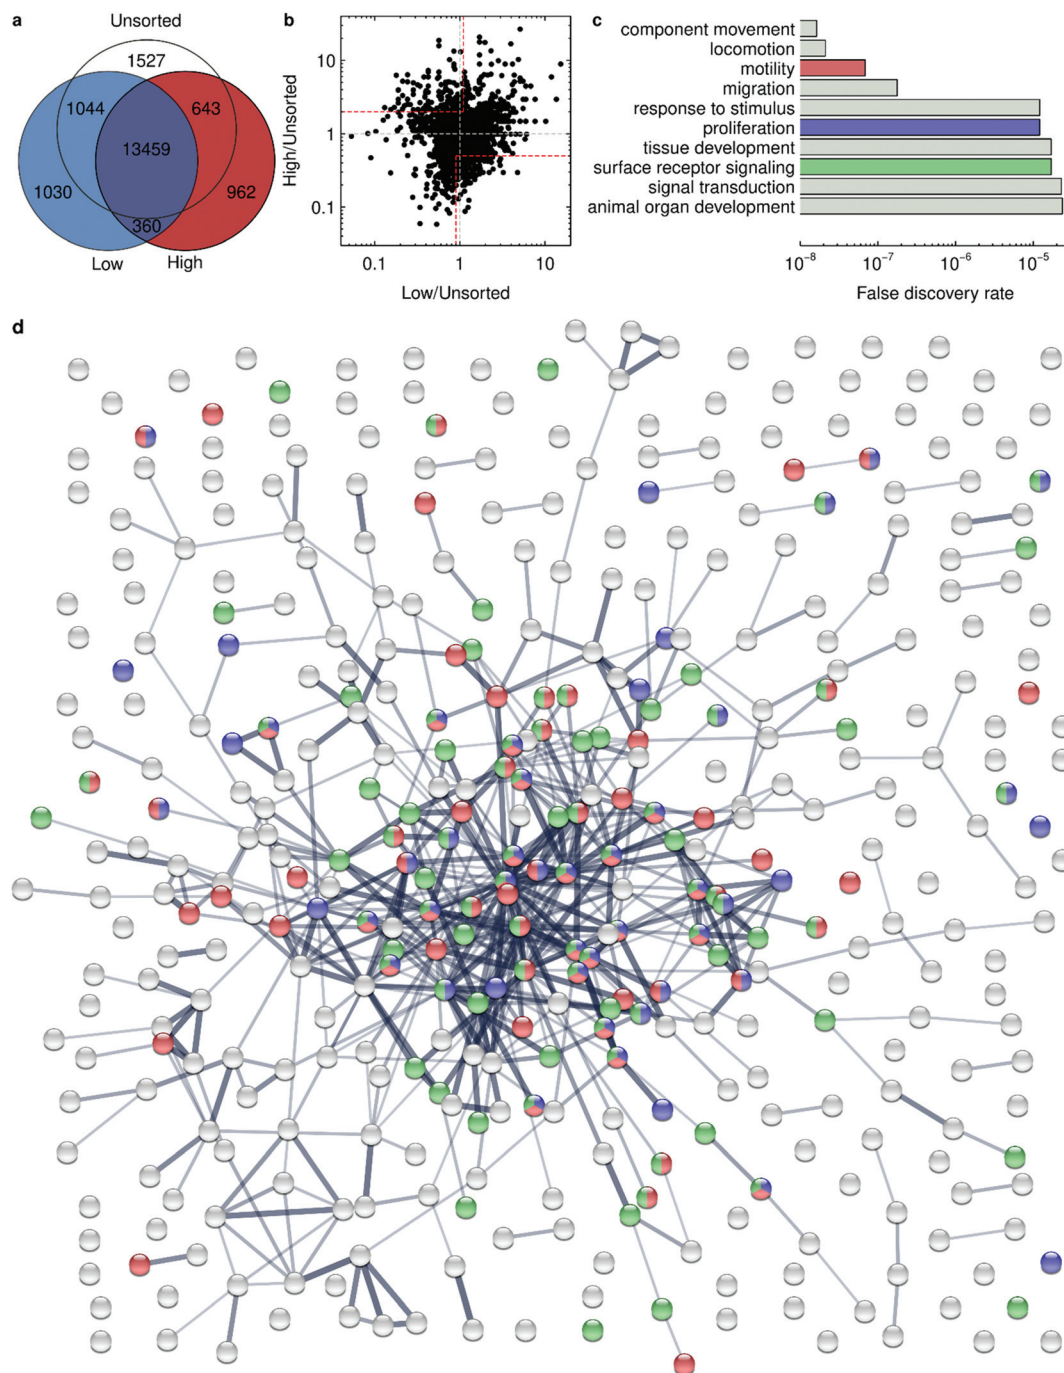 a
Unsorted
1527
1044
643
13459
1030
962
360
Low
High
b
High/Unsorted
10
1
0.1
0.1
1
10
Low/Unsorted
c
component movement
locomotion
motility
migration
response to stimulus
proliferation
tissue development
surface receptor signaling
signal transduction
animal organ development
10⁻⁸
10⁻⁷
10⁻⁶
10⁻⁵
False discovery rate
d